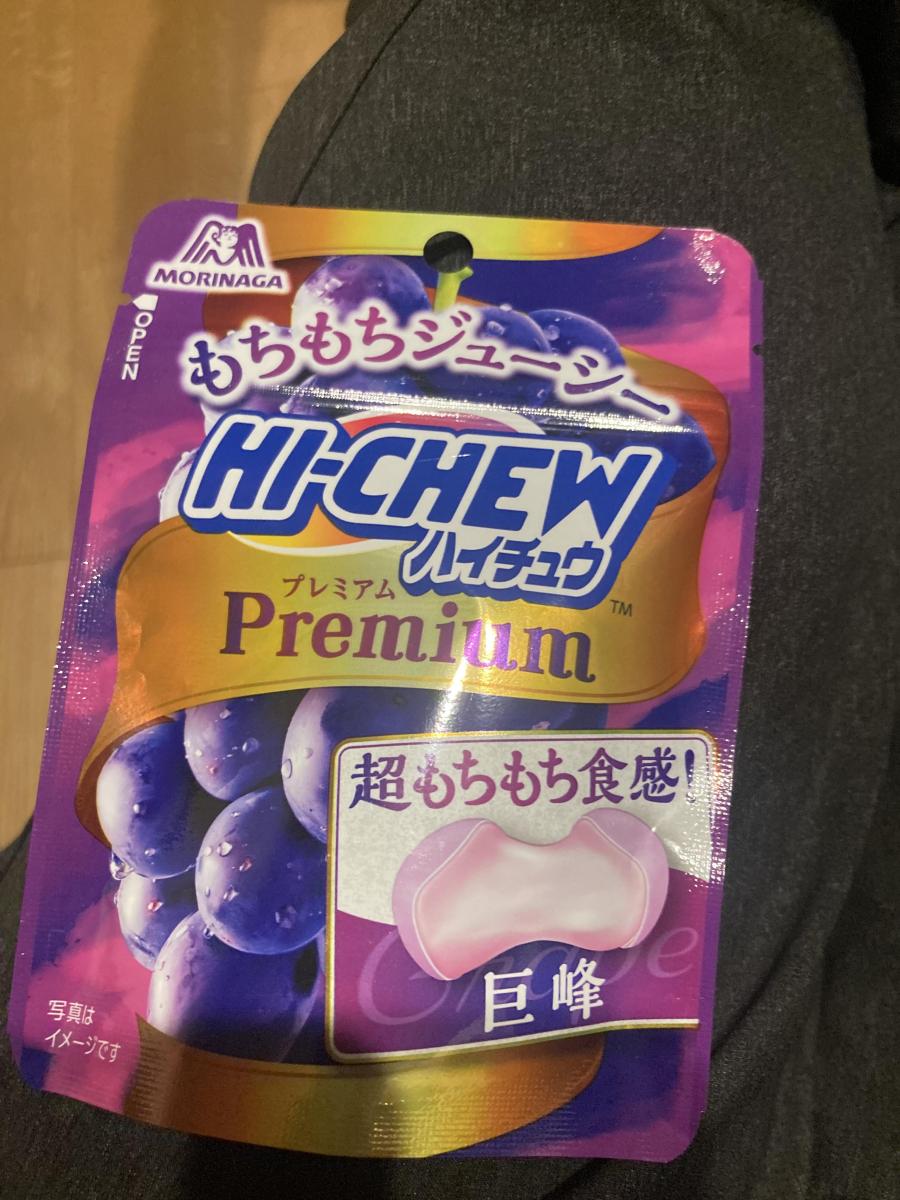 MORINAGA
OPEN
もちもちジューシー
HI-CHEW
ハイチュウ
TM
プレミアム
Premium
超もちもち食感!
Grape
巨峰
写真は
イメージです